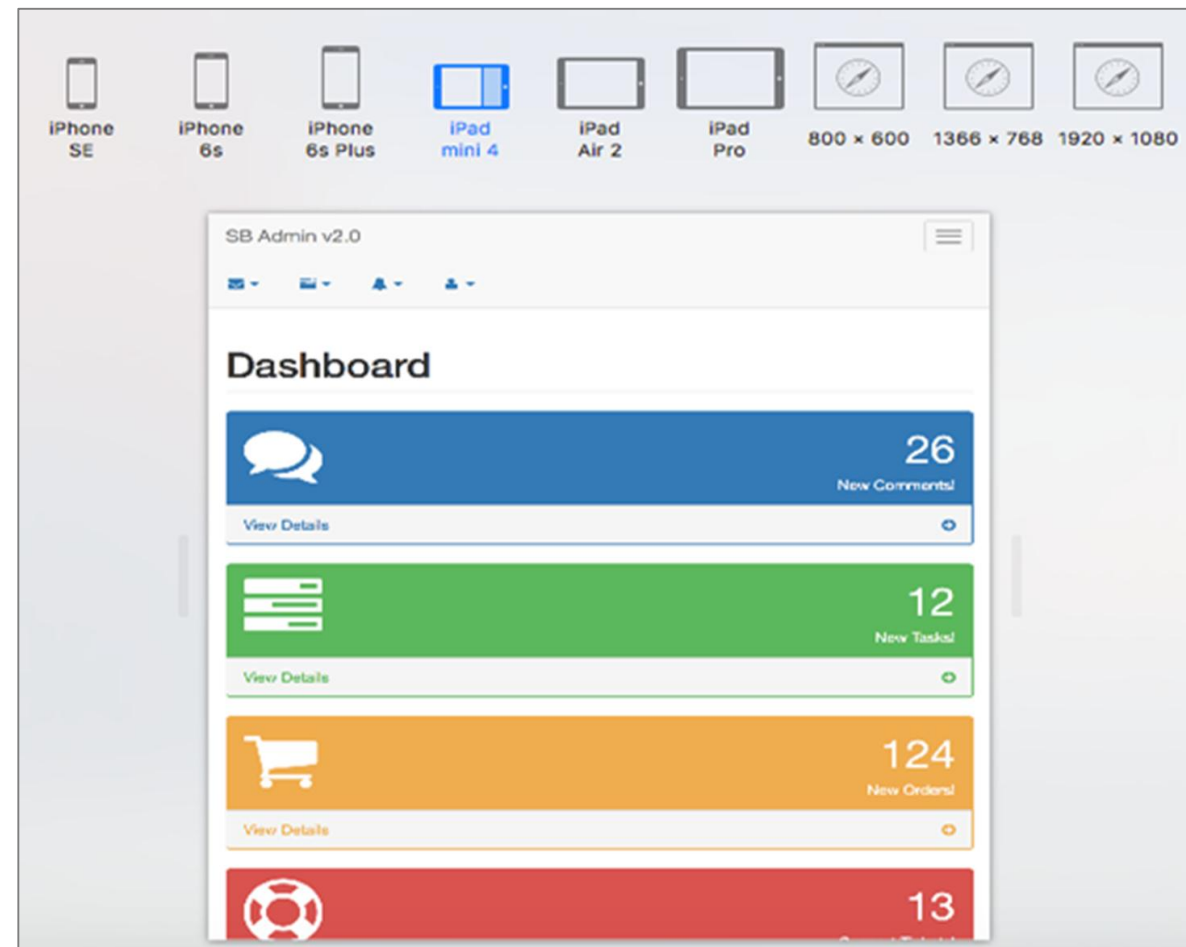 iPhone SE
iPhone 6s
iPhone 6s Plus
iPad mini 4
iPad Air 2
iPad Pro
800 × 600
1366 × 768
1920 × 1080
SB Admin v2.0
Dashboard
26
New Comments!
View Details
12
New Tasks!
View Details
124
New Orders!
View Details
13